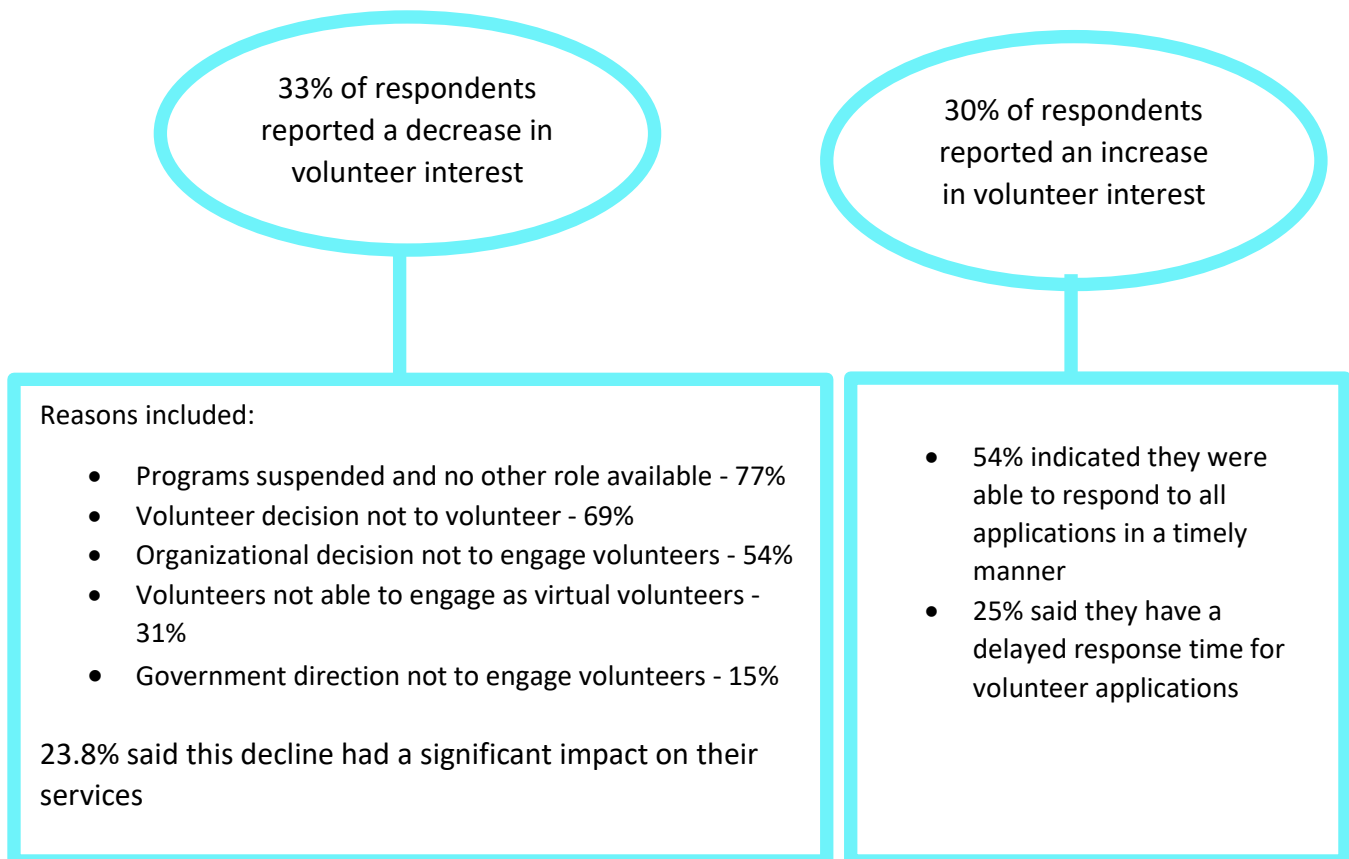 33% of respondents
reported a decrease in
volunteer interest
30% of respondents
reported an increase
in volunteer interest
Reasons included:
• Programs suspended and no other role available - 77%
• Volunteer decision not to volunteer - 69%
• Organizational decision not to engage volunteers - 54%
• Volunteers not able to engage as virtual volunteers -
31%
• Government direction not to engage volunteers - 15%
23.8% said this decline had a significant impact on their
services
• 54% indicated they were
able to respond to all
applications in a timely
manner
• 25% said they have a
delayed response time for
volunteer applications